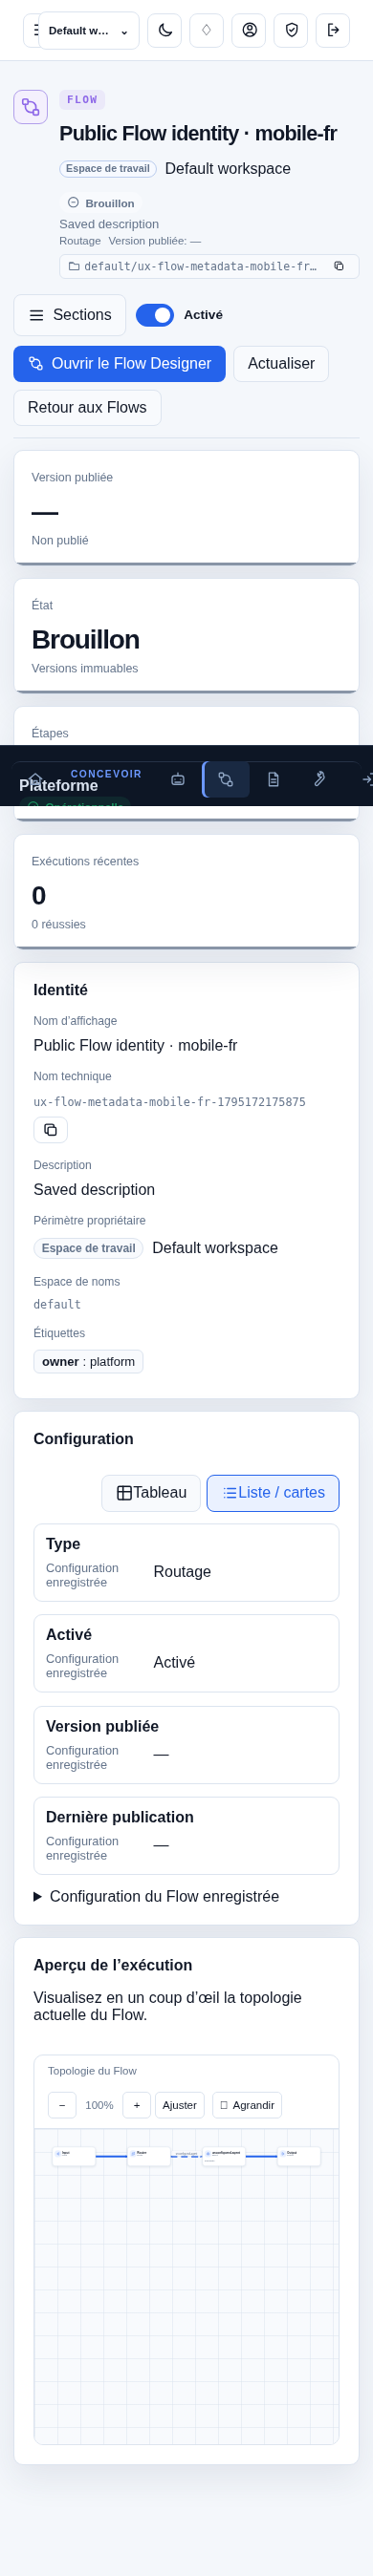 Default w… ⌄
FLOW
Public Flow identity · mobile-fr
Espace de travail Default workspace
Brouillon
Saved description
Routage Version publiée: —
default/ux-flow-metadata-mobile-fr…
Sections Activé
Ouvrir le Flow Designer Actualiser
Retour aux Flows
Version publiée
—
Non publié
État
Brouillon
Versions immuables
Étapes
CONCEVOIR
Plateforme
Opérationnelle
Exécutions récentes
0
0 réussies
Identité
Nom d’affichage
Public Flow identity · mobile-fr
Nom technique
ux-flow-metadata-mobile-fr-1795172175875
Description
Saved description
Périmètre propriétaire
Espace de travail Default workspace
Espace de noms
default
Étiquettes
owner : platform
Configuration
Tableau Liste / cartes
Type
Configuration enregistrée Routage
Activé
Configuration enregistrée Activé
Version publiée
Configuration enregistrée —
Dernière publication
Configuration enregistrée —
Configuration du Flow enregistrée
Aperçu de l’exécution
Visualisez en un coup d’œil la topologie
actuelle du Flow.
Topologie du Flow
− 100% + Ajuster Agrandir
Input Router Output